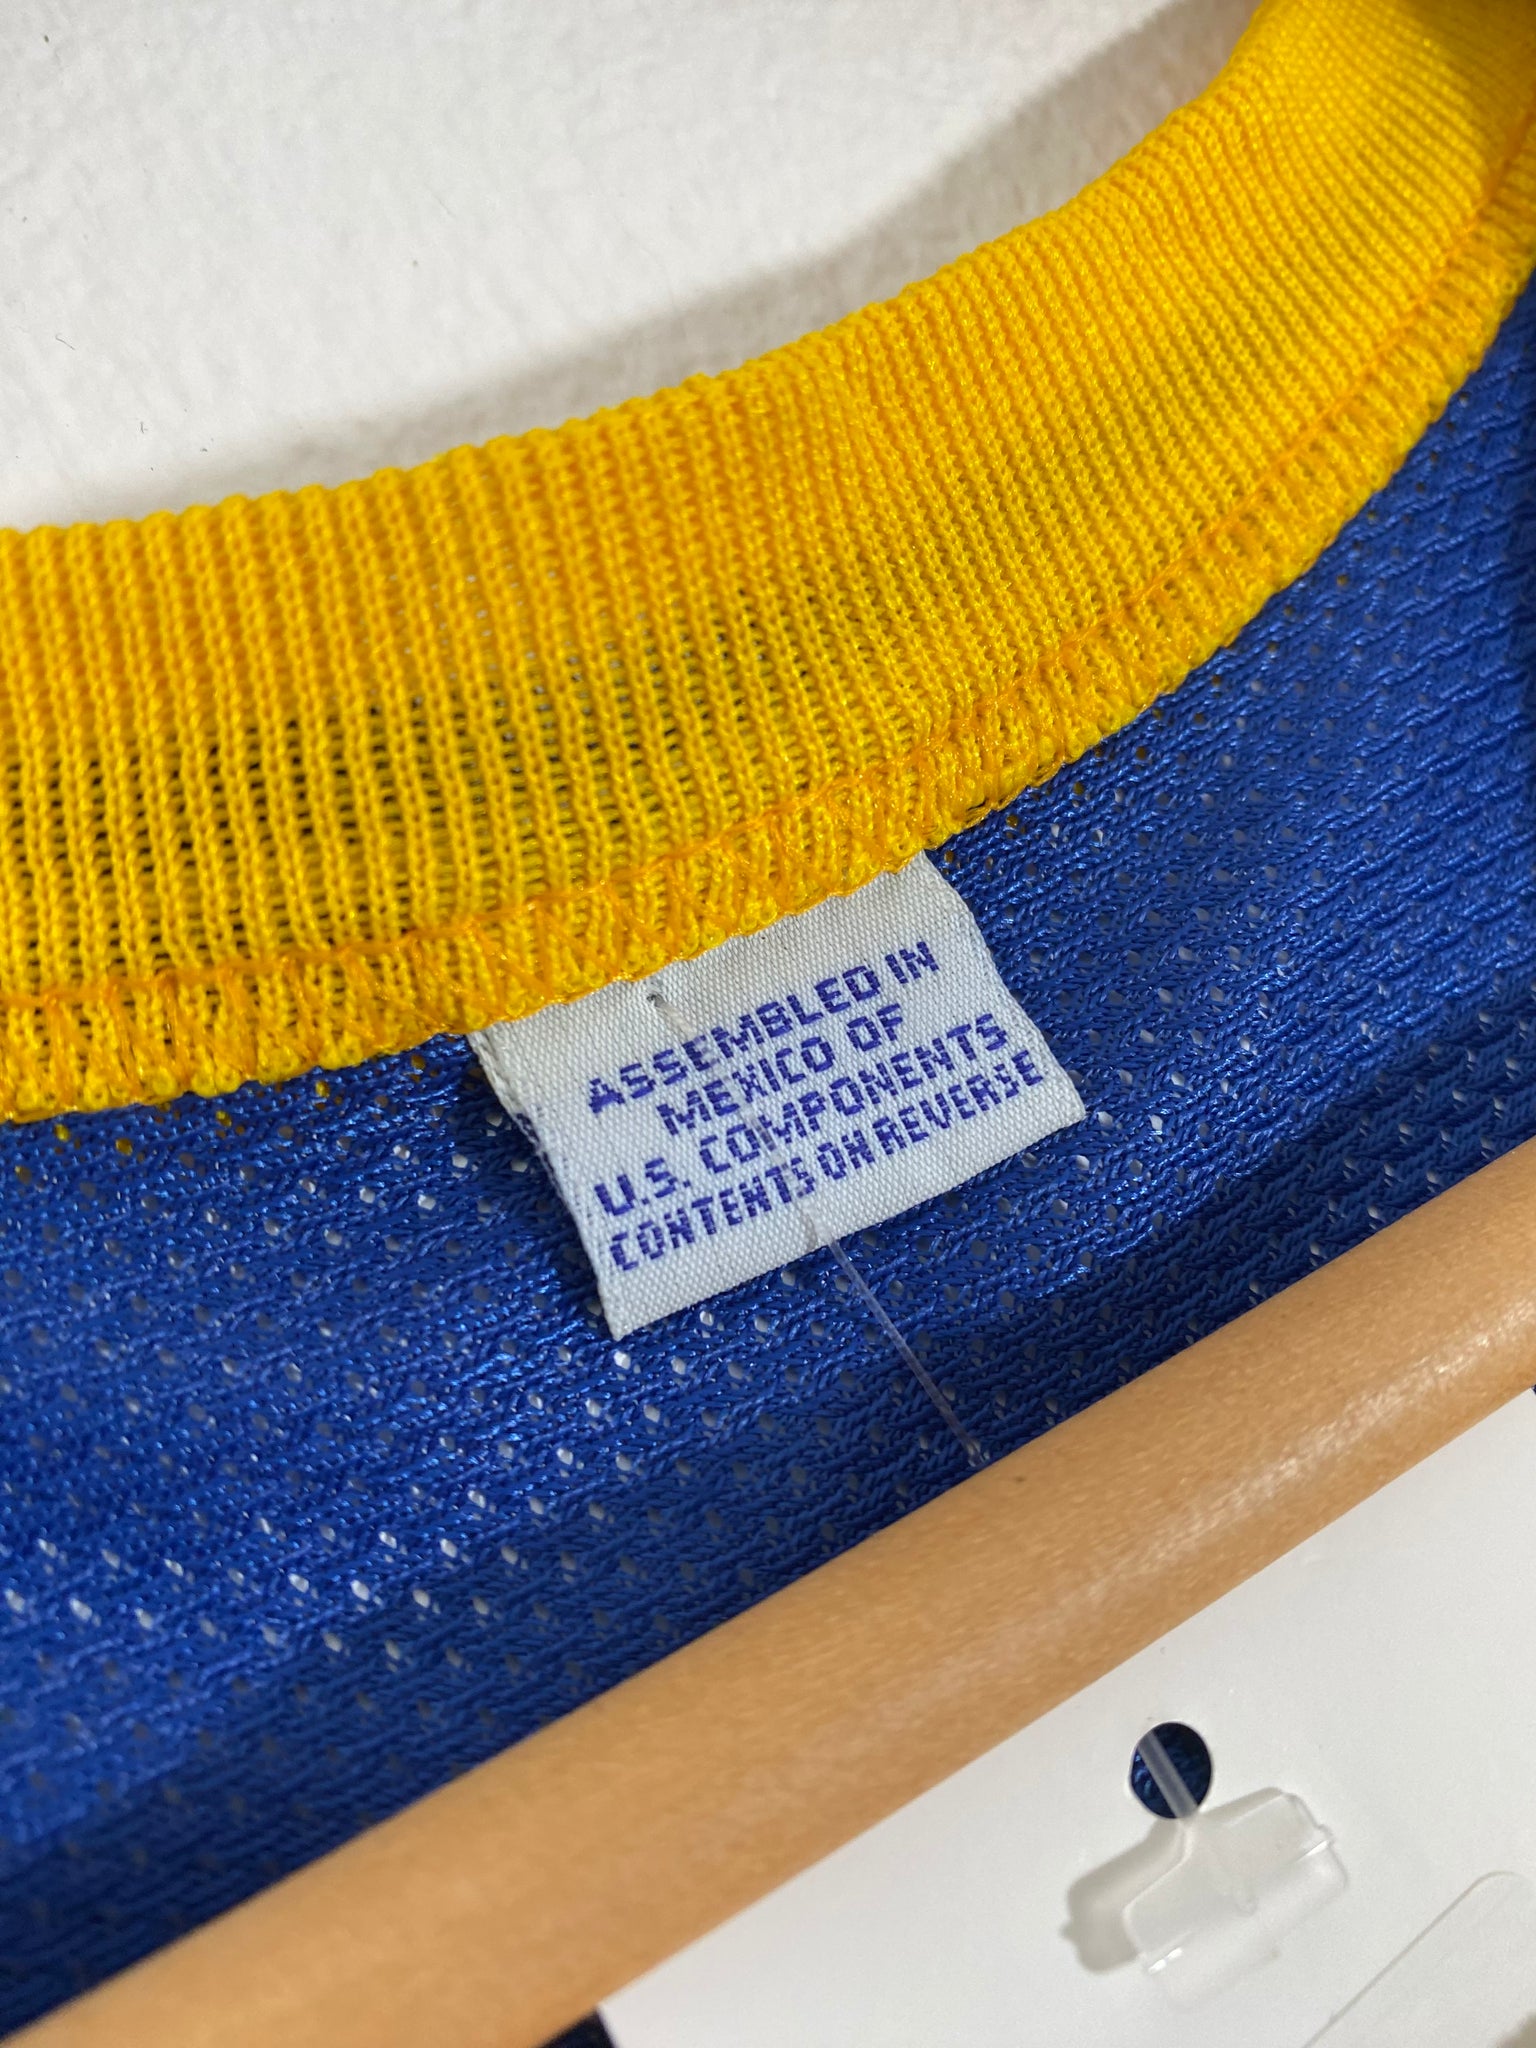 ASSEMBLED IN
MEXICO OF
U.S. COMPONENTS
CONTENTS ON REVERSE